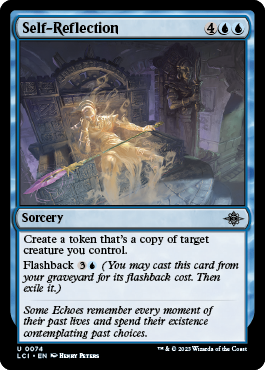 Self-Reflection 4
Sorcery
Create a token that's a copy of target
creature you control.
Flashback 3 (You may cast this card from
your graveyard for its flashback cost. Then
exile it.)
Some Echoes remember every moment of
their past lives and spend their existence
contemplating past choices.
U 0074
LCI • EN Henry Peters
™ & © 2023 Wizards of the Coast